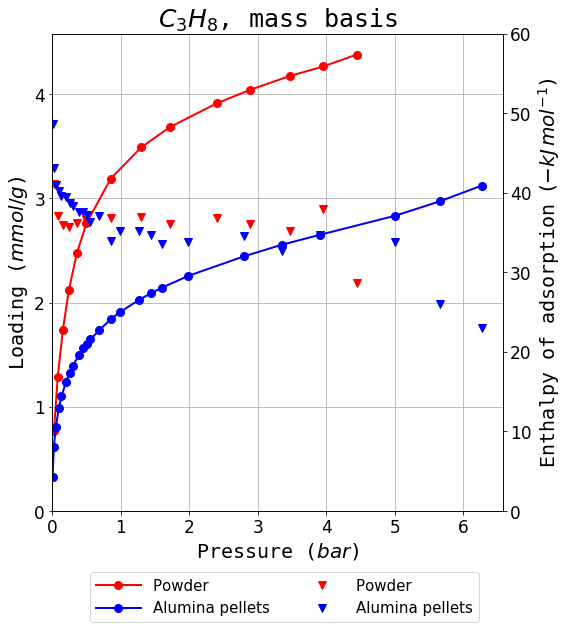 C3H8, mass basis
Loading (mmol/g)
4
3
2
1
0
60
50
40
30
20
10
0
Enthalpy of adsorption (−kJ mol−1)
0 1 2 3 4 5 6
Pressure (bar)
Powder Powder
Alumina pellets Alumina pellets